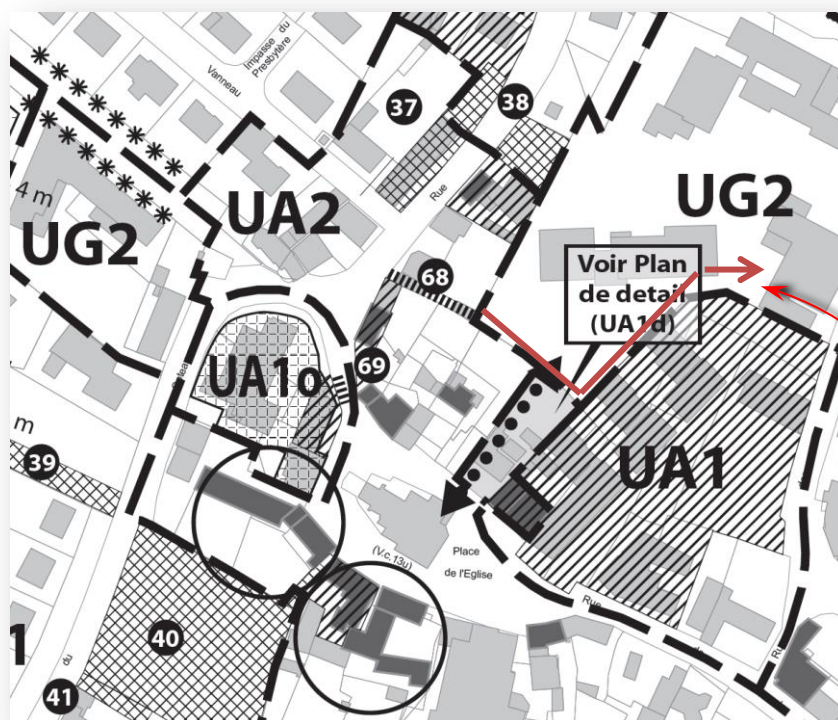 Impasse du
Presbytère
Vanneau
37
38
Rue
4 m
UG2
UA2
UG2
68
Voir Plan
de detail
(UA1d)
UA1o
69
m
39
UA1
(V.c.13u)
Place
de l'Eglise
Rue
40
du
41
1